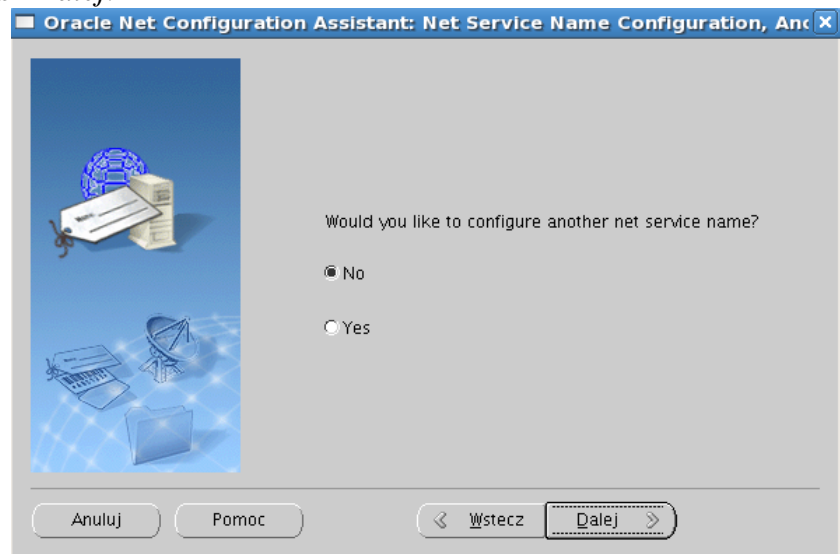 Oracle Net Configuration Assistant: Net Service Name Configuration, An
Would you like to configure another net service name?
No
Yes
Anuluj
Pomoc
Wstecz
Dalej